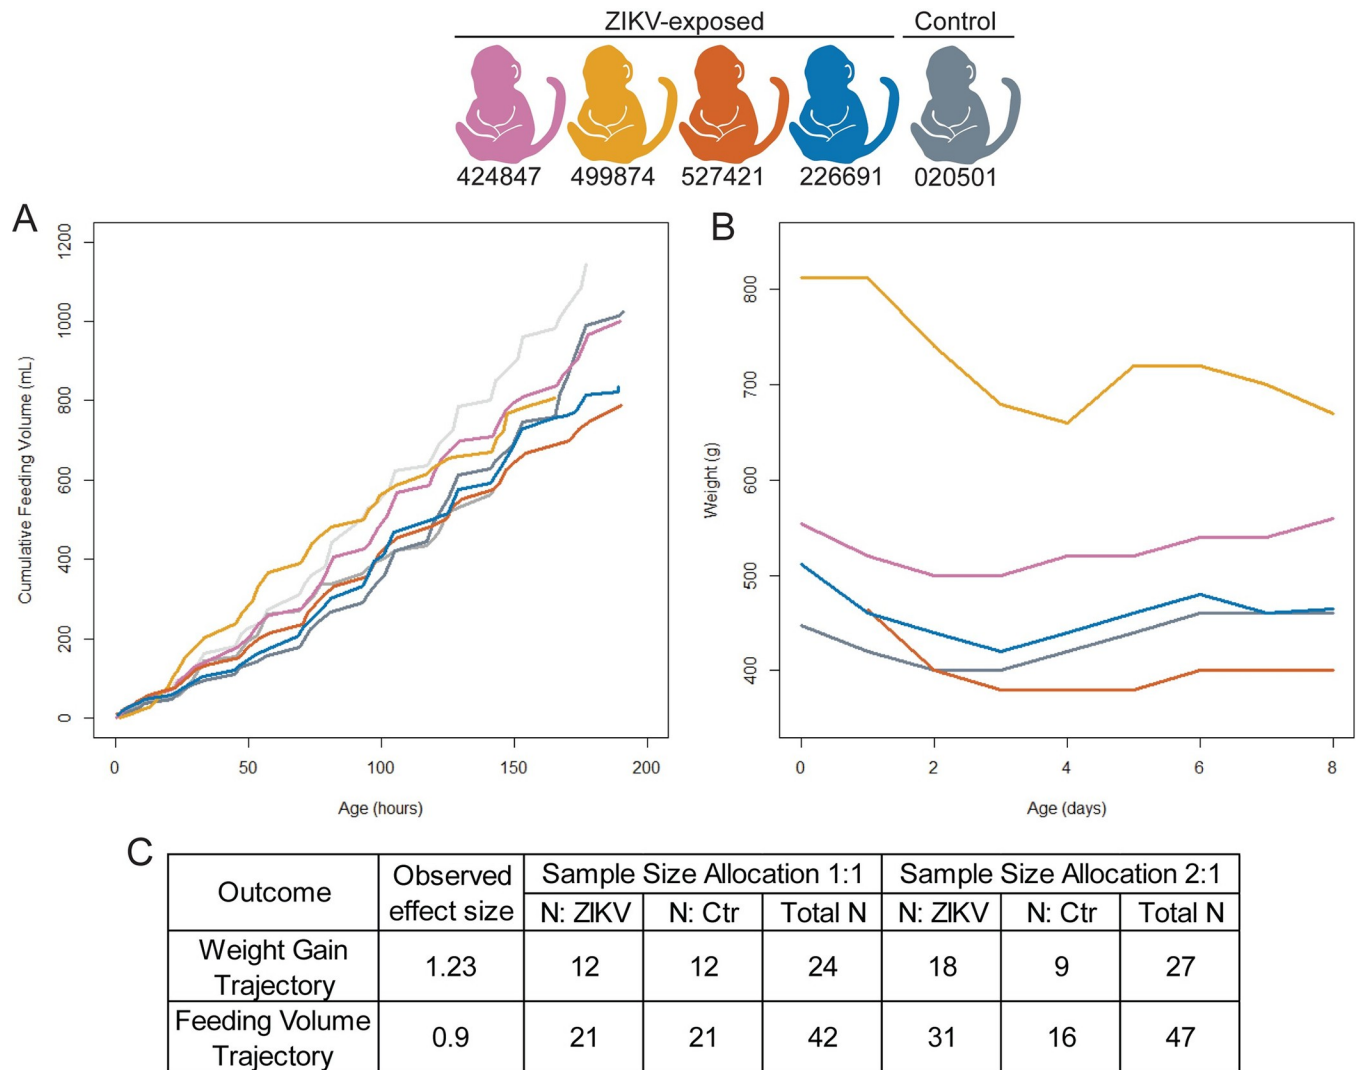 ZIKV-exposed Control
424847 499874 527421 226691 020501
A
1200
1000
800
600
400
200
0
Cumulative Feeding Volume (mL)
0 50 100 150 200
Age (hours)
B
800
700
600
500
400
Weight (g)
0 2 4 6 8
Age (days)
C
Outcome
Observed
effect size
Sample Size Allocation 1:1
Sample Size Allocation 2:1
N: ZIKV N: Ctr Total N N: ZIKV N: Ctr Total N
Weight Gain
Trajectory
1.23 12 12 24 18 9 27
Feeding Volume
Trajectory
0.9 21 21 42 31 16 47